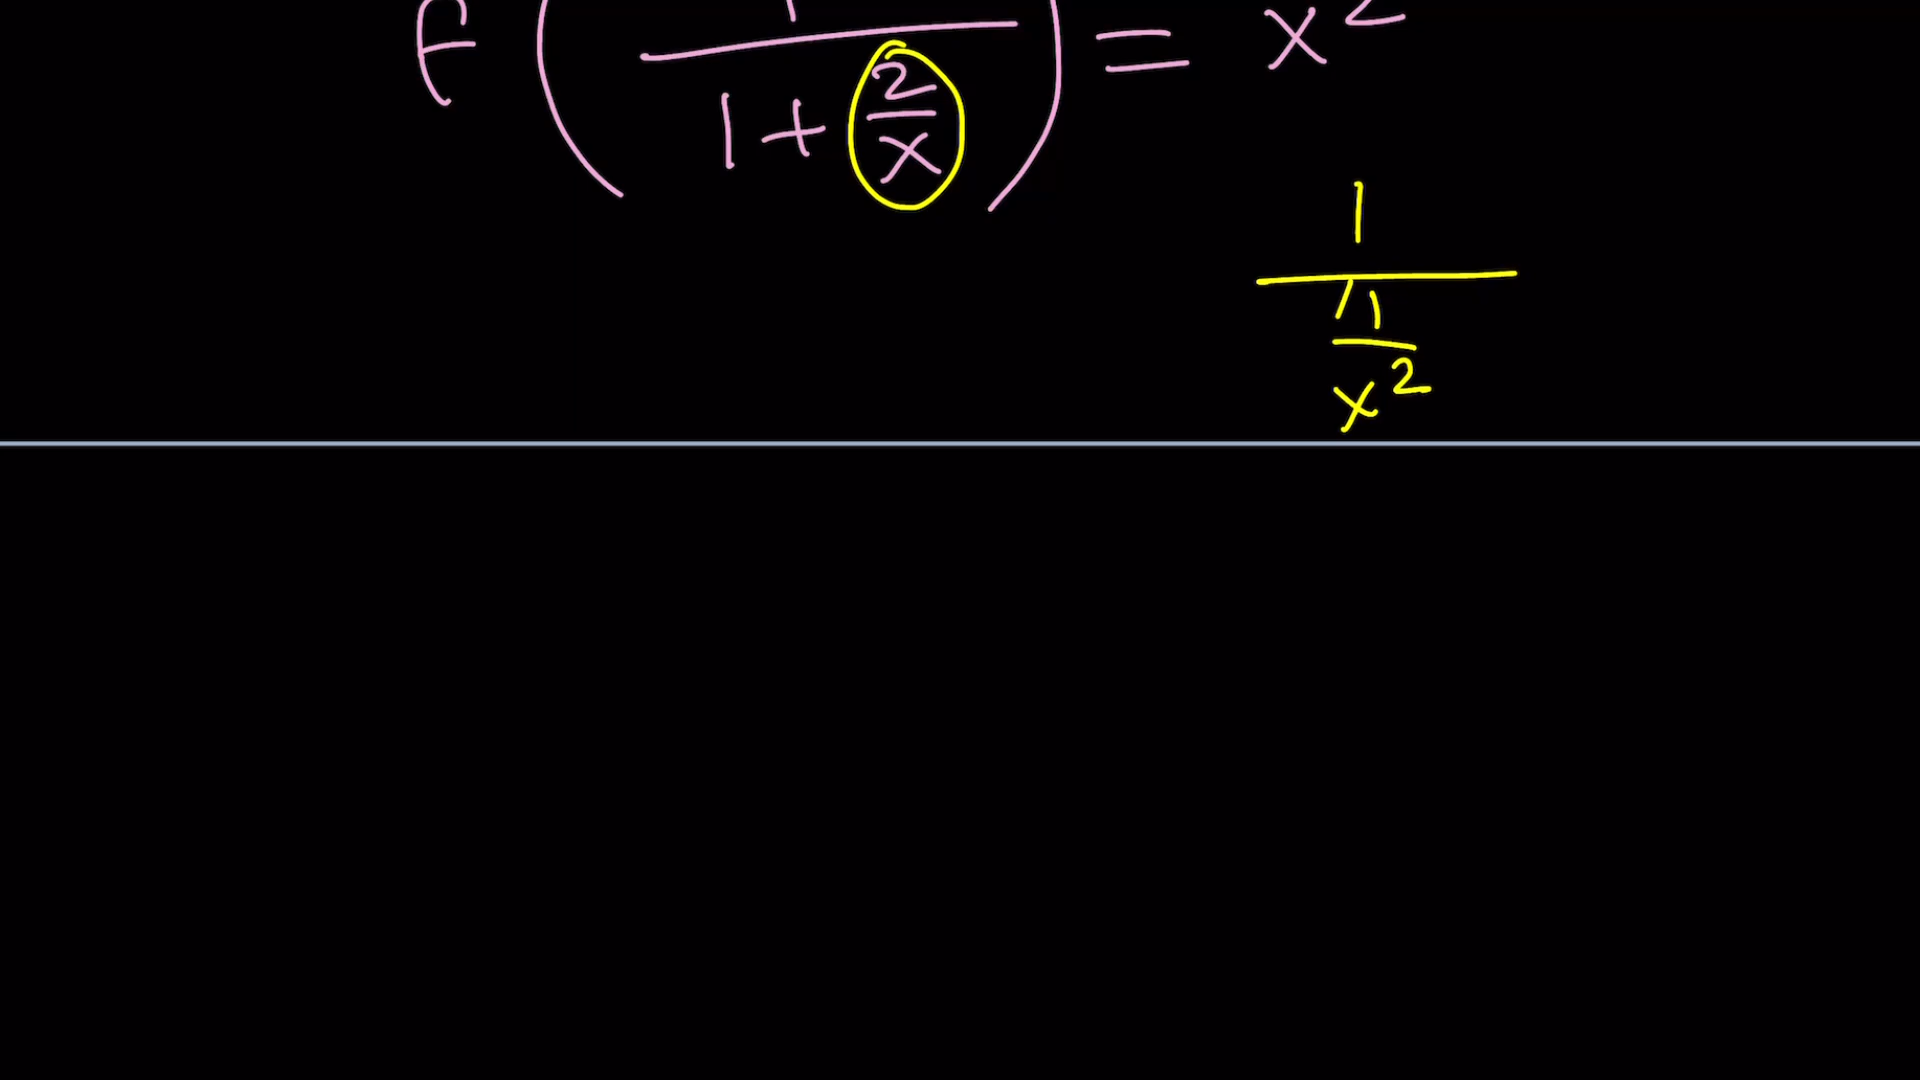 f(1/(1+2/x)) = x²
1/(1/x²)